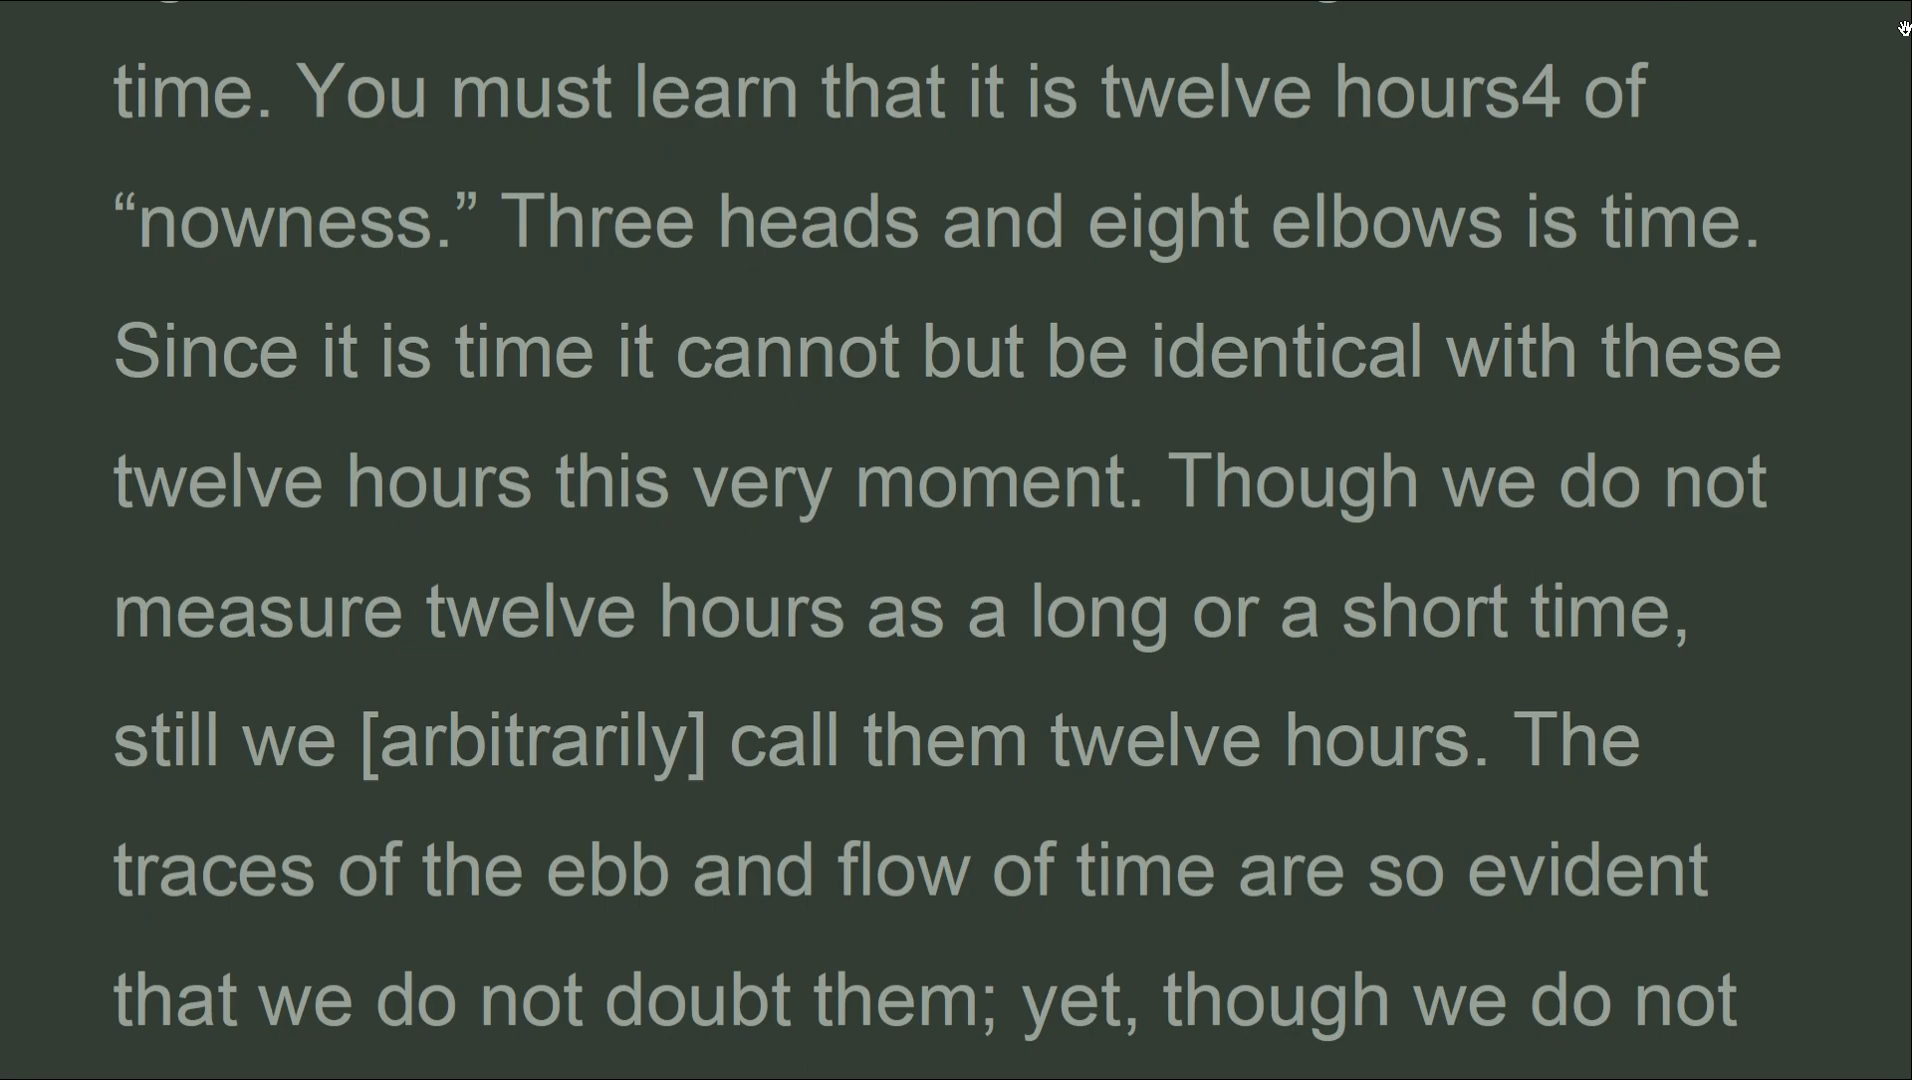 time. You must learn that it is twelve hours4 of
“nowness.” Three heads and eight elbows is time.
Since it is time it cannot but be identical with these
twelve hours this very moment. Though we do not
measure twelve hours as a long or a short time,
still we [arbitrarily] call them twelve hours. The
traces of the ebb and flow of time are so evident
that we do not doubt them; yet, though we do not